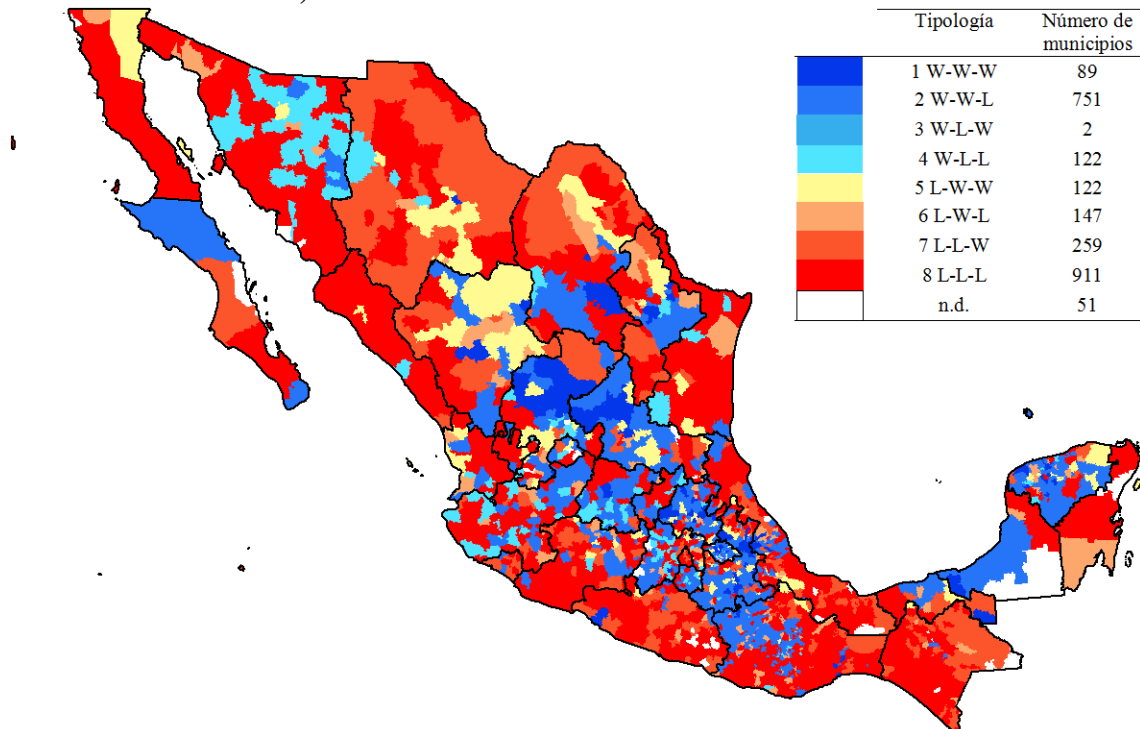 )
Tipología Número de
municipios
1 W-W-W 89
2 W-W-L 751
3 W-L-W 2
4 W-L-L 122
5 L-W-W 122
6 L-W-L 147
7 L-L-W 259
8 L-L-L 911
n.d. 51